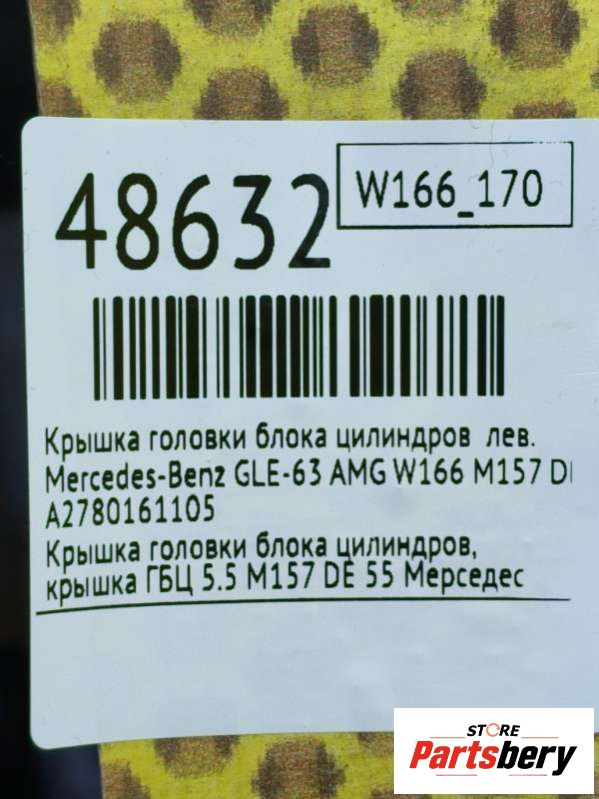 48632
W166_170
Крышка головки блока цилиндров лев.
Mercedes-Benz GLE-63 AMG W166 M157 D
A2780161105
Крышка головки блока цилиндров,
крышка ГБЦ 5.5 M157 DE 55 Мерседес
STORE
Partsbery